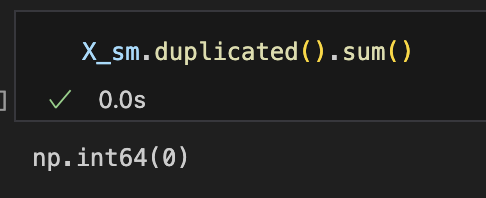 X_sm.duplicated().sum()
]
✓ 0.0s
np.int64(0)